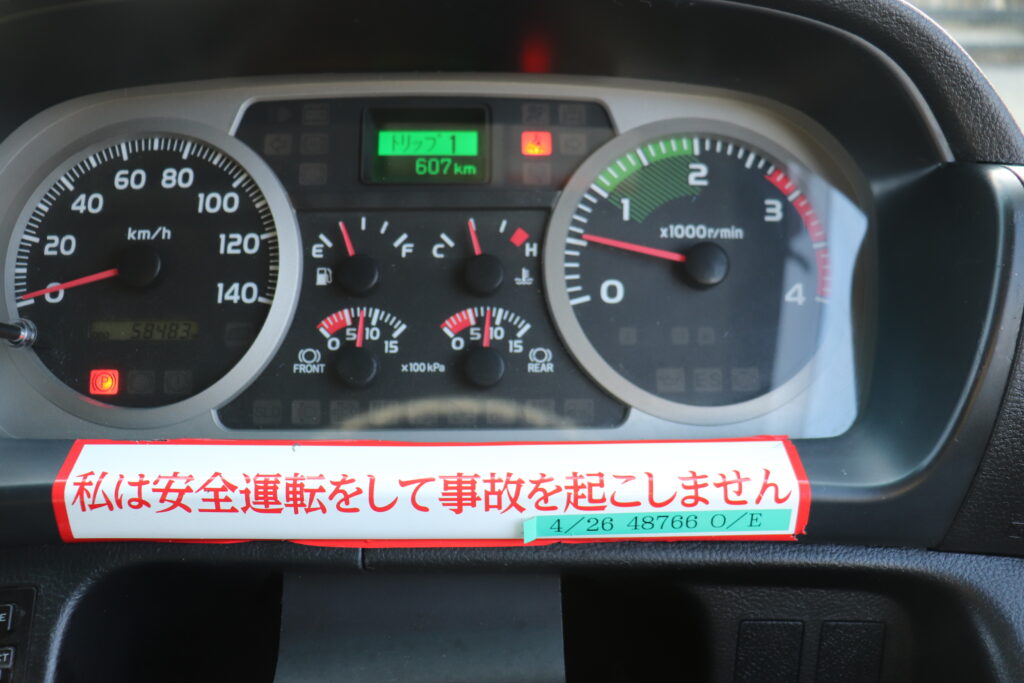 トリップ 1
607km
0 20 40 60 80 100 120 140
km/h
58483
P
E F
C H
0 5 10 15
FRONT
x100kPa
0 5 10 15
REAR
0 1 2 3 4
x1000r/min
私は安全運転をして事故を起こしません
4/26 48766 O/E